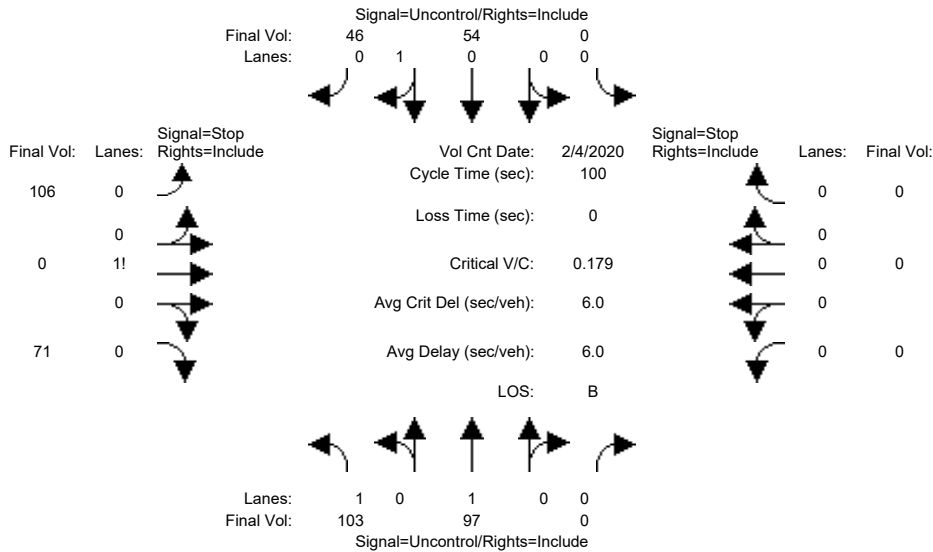 Signal=Uncontrol/Rights=Include
Final Vol: 46 54 0
Lanes: 0 1 0 0 0
Signal=Stop Signal=Stop
Final Vol: Lanes: Rights=Include Vol Cnt Date: 2/4/2020 Rights=Include Lanes: Final Vol:
Cycle Time (sec): 100
106 0 0 0
Loss Time (sec): 0
0 0
0 1! Critical V/C: 0.179 0 0
0 Avg Crit Del (sec/veh): 6.0 0
71 0 Avg Delay (sec/veh): 6.0 0 0
LOS: B
Lanes: 1 0 1 0 0
Final Vol: 103 97 0
Signal=Uncontrol/Rights=Include